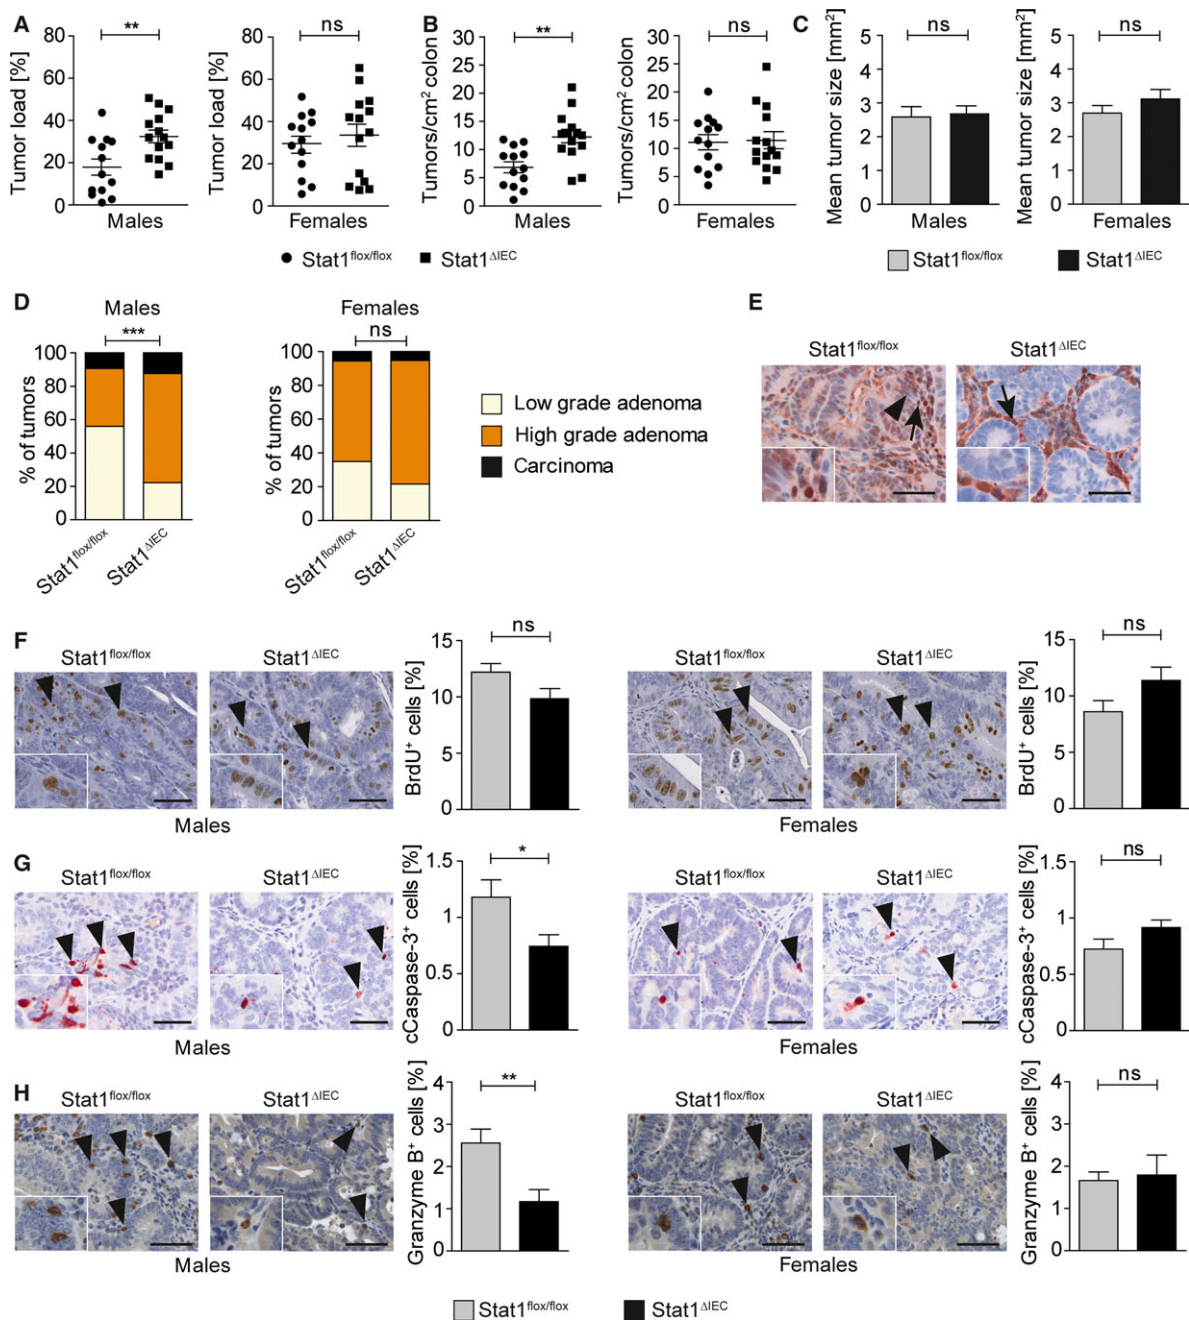 A
Tumor load [%]
80
60
40
20
0
**
Males
Tumor load [%]
80
60
40
20
0
ns
Females
B
Tumors/cm² colon
30
25
20
15
10
5
0
**
Males
Tumors/cm² colon
30
25
20
15
10
5
0
ns
Females
C
Mean tumor size [mm²]
5
4
3
2
1
0
ns
Males
Mean tumor size [mm²]
5
4
3
2
1
0
ns
Females
Stat1flox/flox
Stat1ΔIEC
Stat1flox/flox
Stat1ΔIEC
D
Males
***
% of tumors
100
80
60
40
20
0
Stat1flox/flox
Stat1ΔIEC
Females
ns
% of tumors
100
80
60
40
20
0
Stat1flox/flox
Stat1ΔIEC
Low grade adenoma
High grade adenoma
Carcinoma
E
Stat1flox/flox
Stat1ΔIEC
F
Stat1flox/flox
Stat1ΔIEC
Males
BrdU+ cells [%]
15
10
5
0
ns
Stat1flox/flox
Stat1ΔIEC
Females
BrdU+ cells [%]
15
10
5
0
ns
G
Stat1flox/flox
Stat1ΔIEC
Males
cCaspase-3+ cells [%]
1.5
1
0.5
0
*
Stat1flox/flox
Stat1ΔIEC
Females
cCaspase-3+ cells [%]
1.5
1
0.5
0
ns
H
Stat1flox/flox
Stat1ΔIEC
Males
Granzyme B+ cells [%]
4
3
2
1
0
**
Stat1flox/flox
Stat1ΔIEC
Females
Granzyme B+ cells [%]
4
3
2
1
0
ns
Stat1flox/flox
Stat1ΔIEC